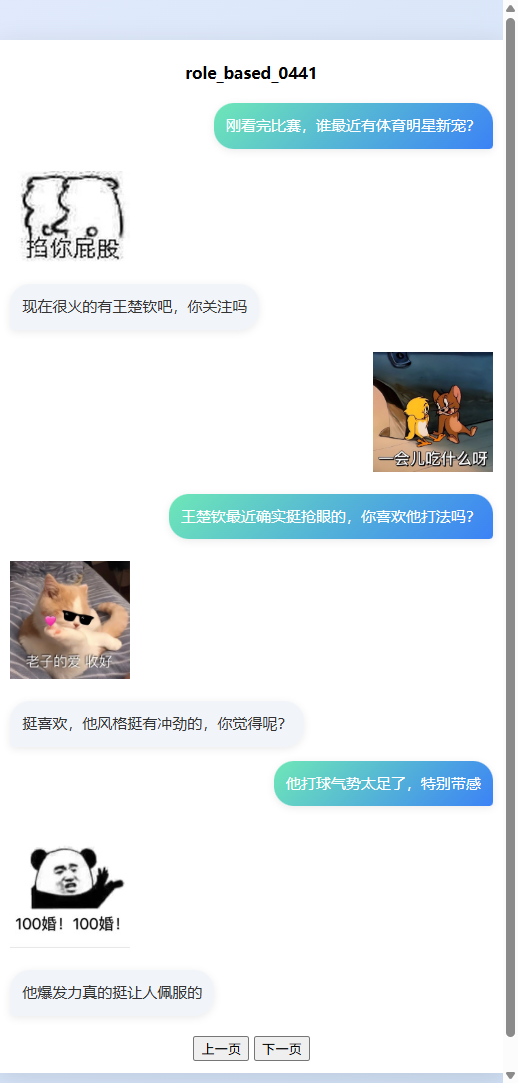 role_based_0441
刚看完比赛，谁最近有体育明星新宠？
掐你屁股
现在很火的有王楚钦吧，你关注吗
一会儿吃什么呀
王楚钦最近确实挺抢眼的，你喜欢他打法吗？
老子的爱 收好
挺喜欢，他风格挺有冲劲的，你觉得呢？
他打球气势太足了，特别带感
100婚！100婚！
他爆发力真的挺让人佩服的
上一页 下一页